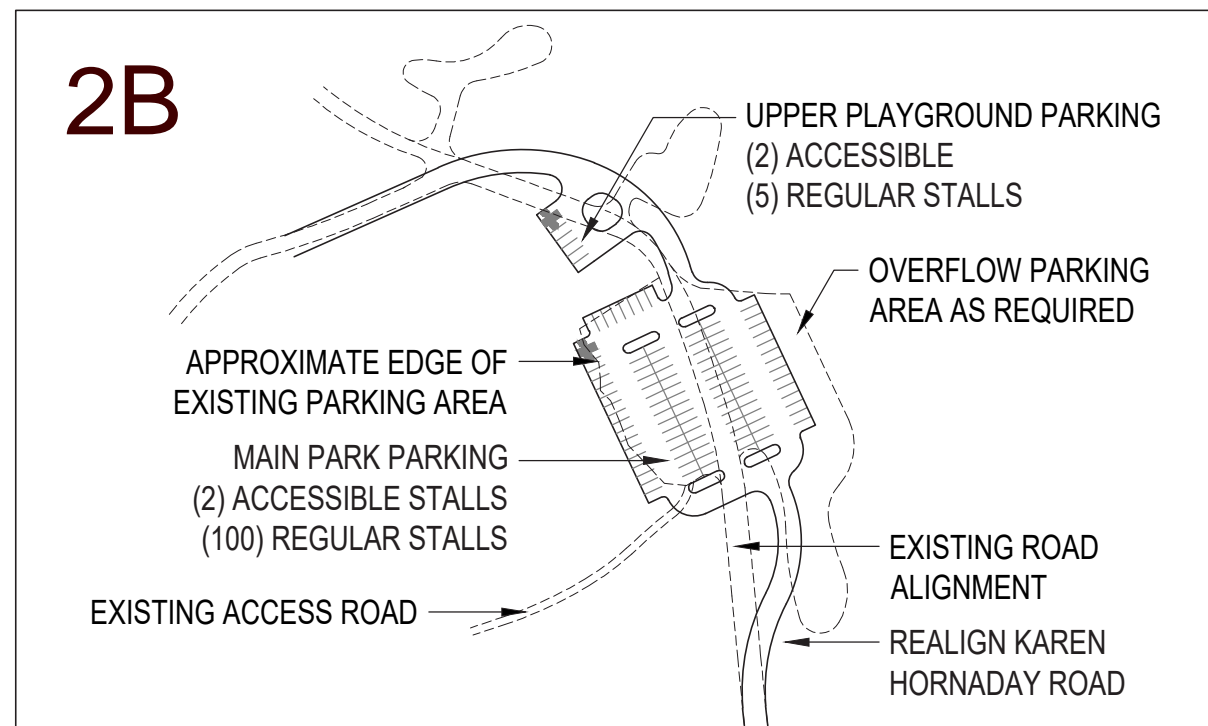 2B
UPPER PLAYGROUND PARKING
(2) ACCESSIBLE
(5) REGULAR STALLS
OVERFLOW PARKING
AREA AS REQUIRED
APPROXIMATE EDGE OF
EXISTING PARKING AREA
MAIN PARK PARKING
(2) ACCESSIBLE STALLS
(100) REGULAR STALLS
EXISTING ROAD
ALIGNMENT
EXISTING ACCESS ROAD
REALIGN KAREN
HORNADAY ROAD